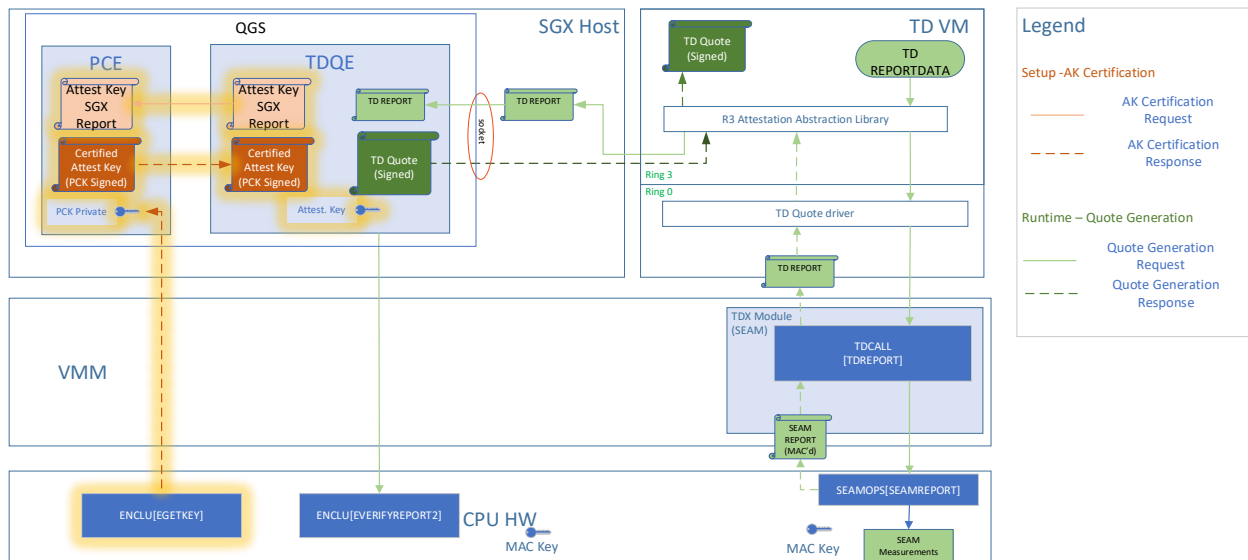 QGS
SGX Host
PCE
TDQE
Attest Key
SGX
Report
Attest Key
SGX
Report
Certified
Attest Key
(PCK Signed)
Certified
Attest Key
(PCK Signed)
PCK Private
Attest. Key
TD REPORT
TD Quote
(Signed)
socket
TD REPORT
TD VM
TD Quote
(Signed)
TD
REPORTDATA
R3 Attestation Abstraction Library
Ring 3
Ring 0
TD Quote driver
TD REPORT
VMM
TDX Module
(SEAM)
TDCALL
[TDREPORT]
SEAM
REPORT
(MAC'd)
CPU HW
ENCLU[EGETKEY]
ENCLU[EVERIFYREPORT2]
MAC Key
MAC Key
SEAMOPS[SEAMREPORT]
SEAM
Measurements
Legend
Setup -AK Certification
AK Certification
Request
AK Certification
Response
Runtime – Quote Generation
Quote Generation
Request
Quote Generation
Response